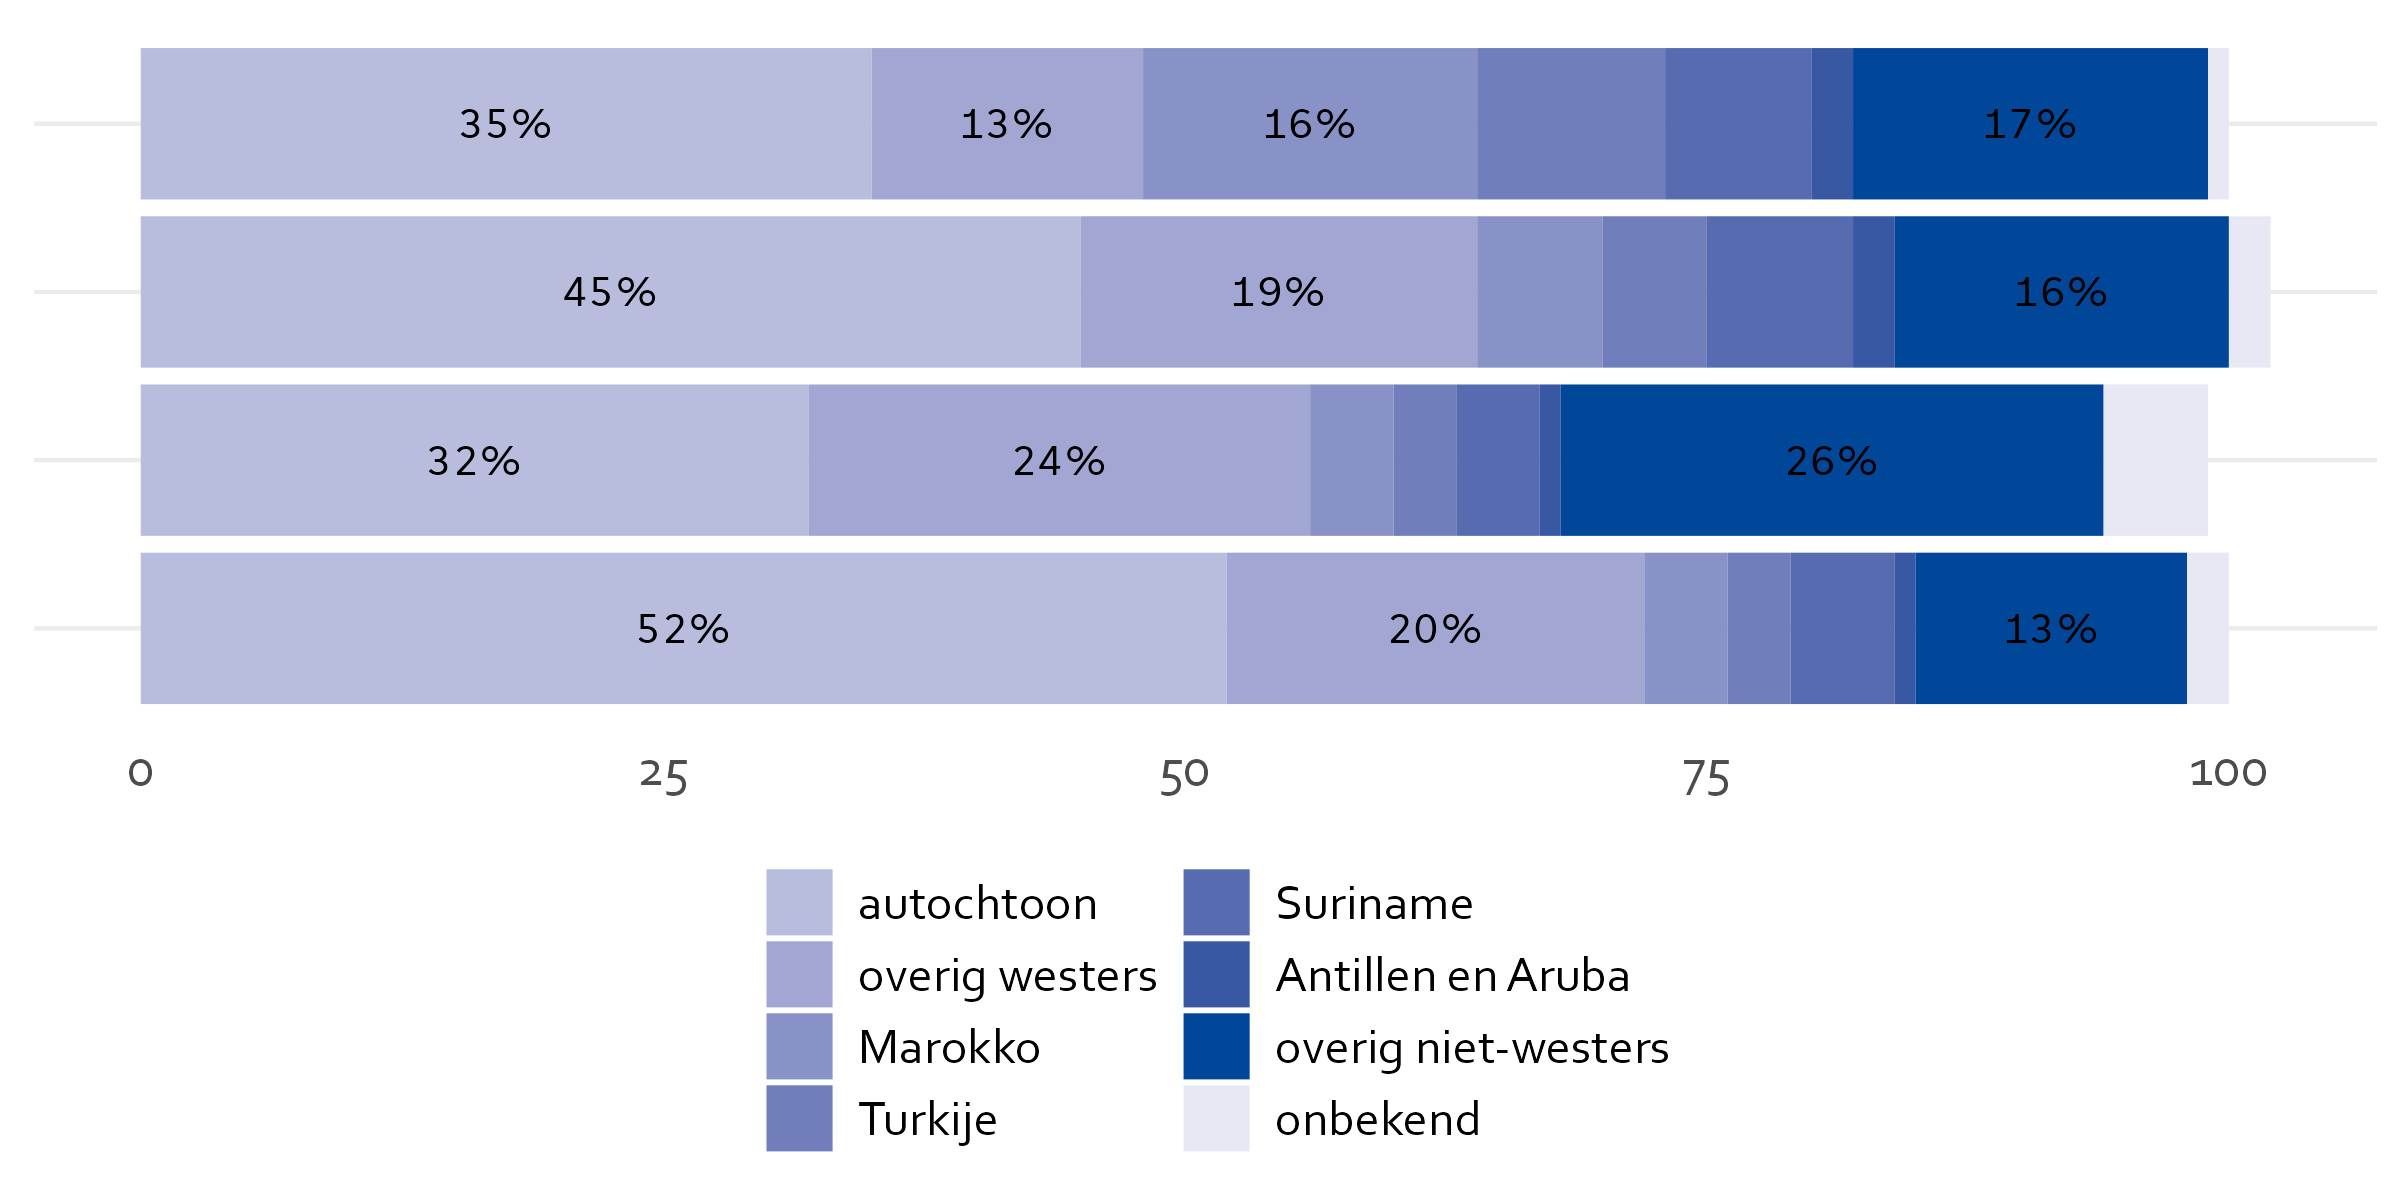 35% 13% 16% 17%
45% 19% 16%
32% 24% 26%
52% 20% 13%
0 25 50 75 100
autochtoon
overig westers
Marokko
Turkije
Suriname
Antillen en Aruba
overig niet-westers
onbekend